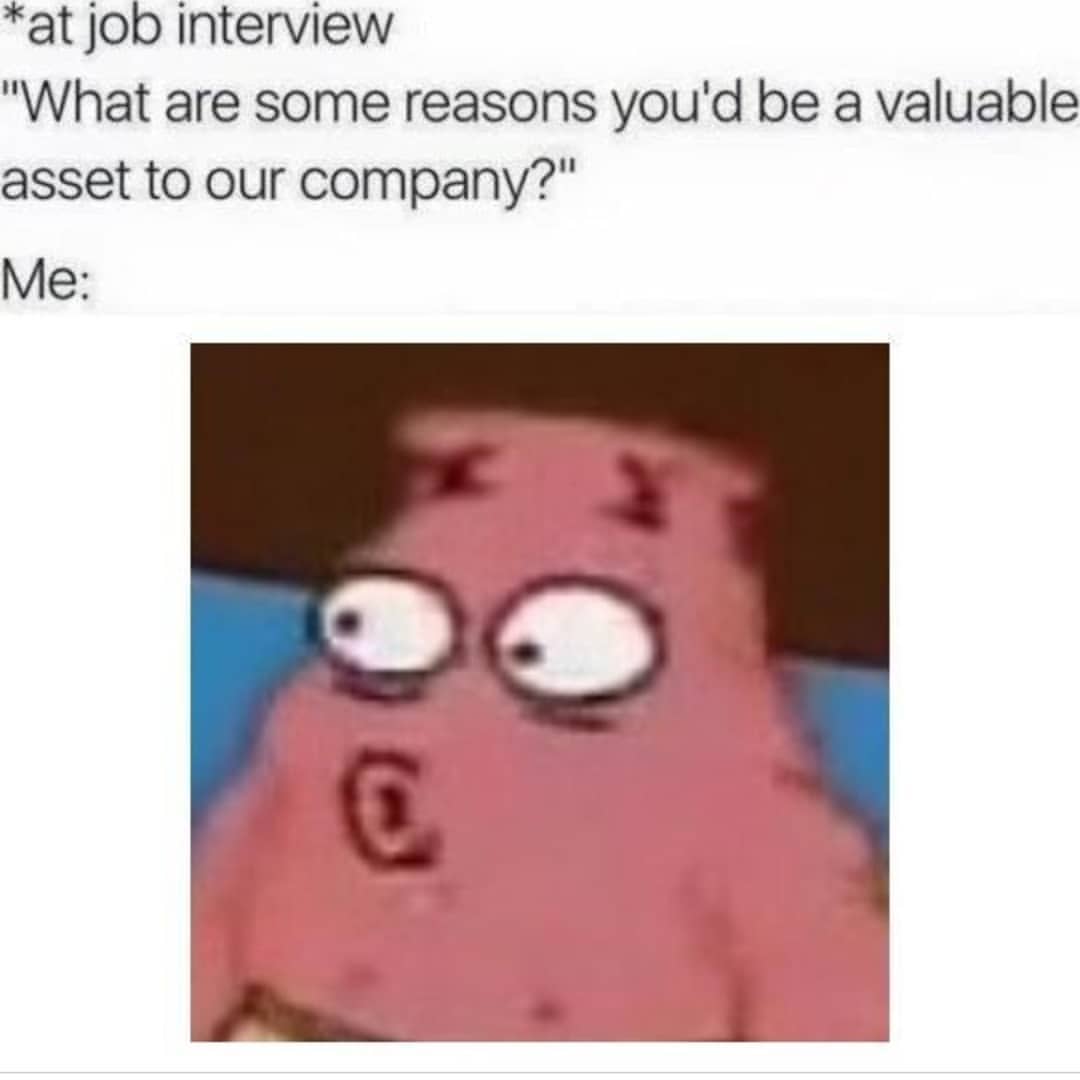 *at job interview
"What are some reasons you'd be a valuable
asset to our company?"
Me: